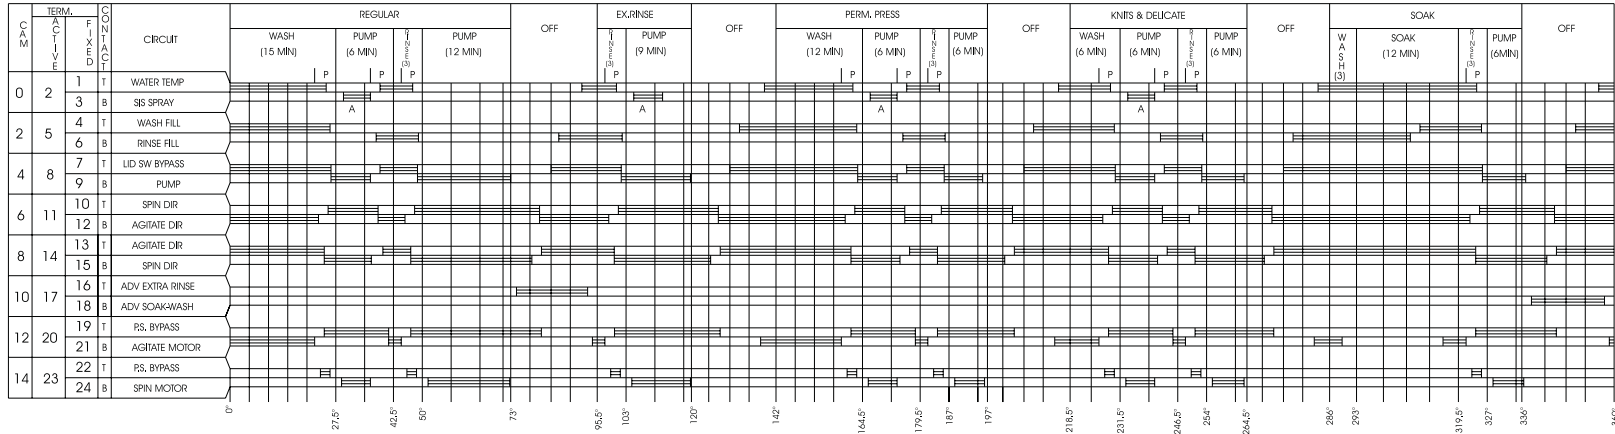 CAM
TERM.
ACTIVE
FIXED
CONTACT
CIRCUIT
REGULAR
OFF
EX.RINSE
OFF
PERM. PRESS
OFF
KNITS & DELICATE
OFF
SOAK
OFF
WASH
(15 MIN)
PUMP
(6 MIN)
RINSE(3)
PUMP
(12 MIN)
RINSE(3)
PUMP
(9 MIN)
WASH
(12 MIN)
PUMP
(6 MIN)
RINSE(3)
PUMP
(6 MIN)
WASH
(6 MIN)
PUMP
(6 MIN)
RINSE(3)
PUMP
(6 MIN)
WASH
(3)
SOAK
(12 MIN)
RINSE(3)
PUMP
(6MIN)
P P P P P P P P
0 2 1 T WATER TEMP
3 B SIS SPRAY
A A A A
2 5 4 T WASH FILL
6 B RINSE FILL
4 8 7 T LID SW BYPASS
9 B PUMP
6 11 10 T SPIN DIR
12 B AGITATE DIR
8 14 13 T AGITATE DIR
15 B SPIN DIR
10 17 16 T ADV EXTRA RINSE
18 B ADV SOAK-WASH
12 20 19 T P.S. BYPASS
21 B AGITATE MOTOR
14 23 22 T P.S. BYPASS
24 B SPIN MOTOR
0° 27.5° 42.5° 50° 73° 95.5° 103° 120° 142° 164.5° 179.5° 187° 197° 218.5° 231.5° 246.5° 254° 264.5° 286° 293° 319.5° 327° 336°